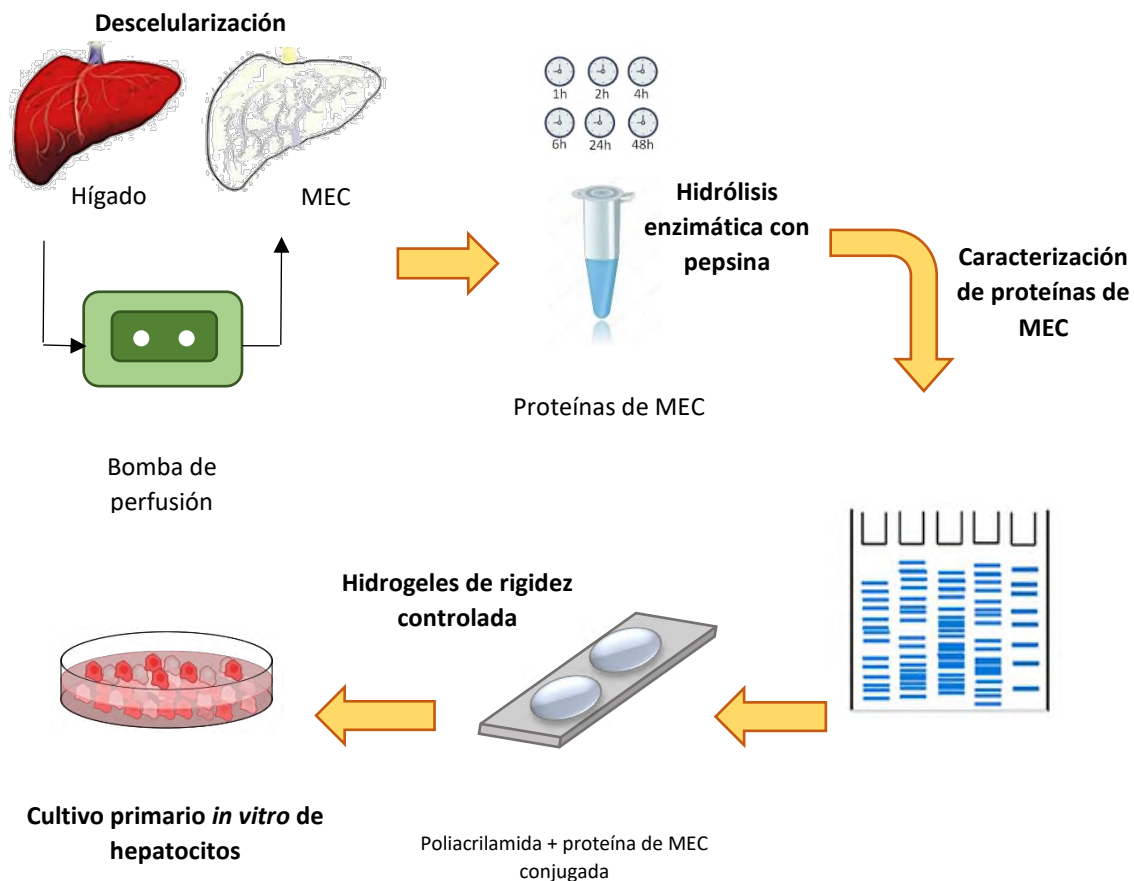 Descelularización
Hígado
MEC
Bomba de
perfusión
1h 2h 4h
6h 24h 48h
Hidrólisis
enzimática con
pepsina
Proteínas de MEC
Caracterización
de proteínas de
MEC
Hidrogeles de rigidez
controlada
Poliacrilamida + proteína de MEC
conjugada
Cultivo primario in vitro de
hepatocitos